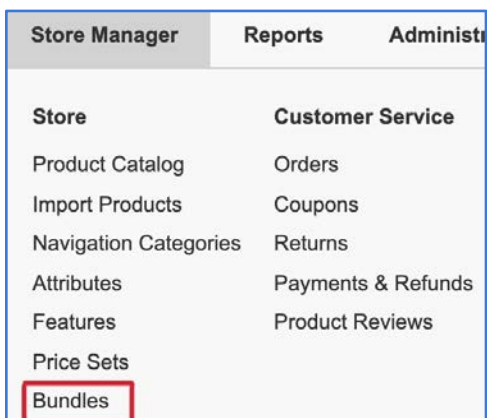 Store Manager Reports
Store Customer Service
Product Catalog Orders
Import Products Coupons
Navigation Categories Returns
Attributes Payments & Refunds
Features Product Reviews
Price Sets
Bundles